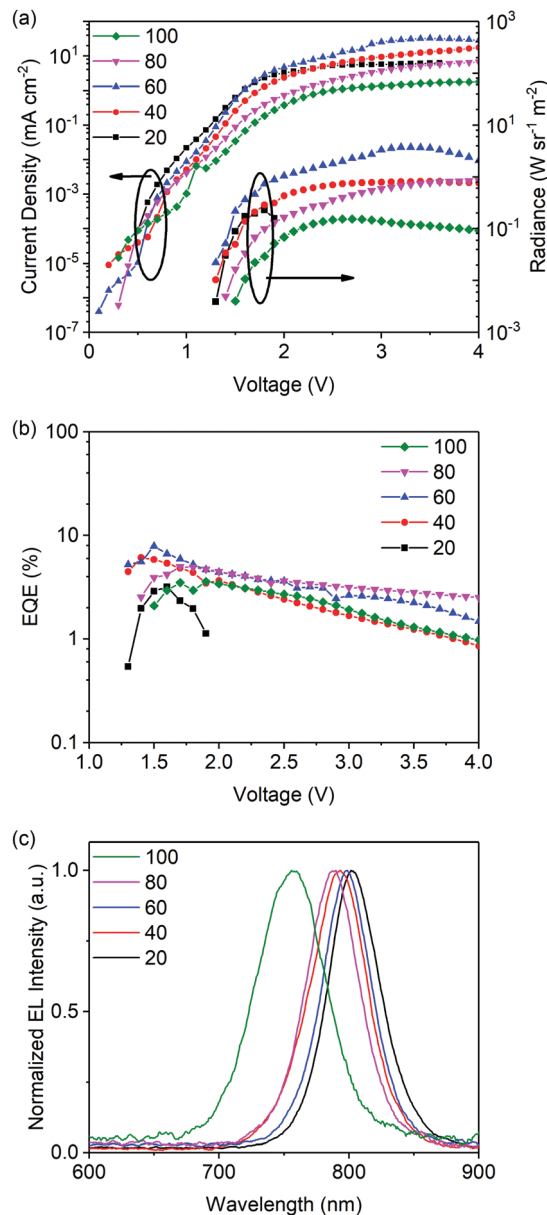 (a)
100
80
60
40
20
10¹
10⁻¹
10⁻³
10⁻⁵
10⁻⁷
Current Density (mA cm⁻²)
10³
10¹
10⁻¹
10⁻³
Radiance (W sr⁻¹ m⁻²)
0 1 2 3 4
Voltage (V)
(b)
100
10
1
0.1
EQE (%)
100
80
60
40
20
1.0 1.5 2.0 2.5 3.0 3.5 4.0
Voltage (V)
(c)
100
80
60
40
20
1.0
0.5
0.0
Normalized EL Intensity (a.u.)
600 700 800 900
Wavelength (nm)